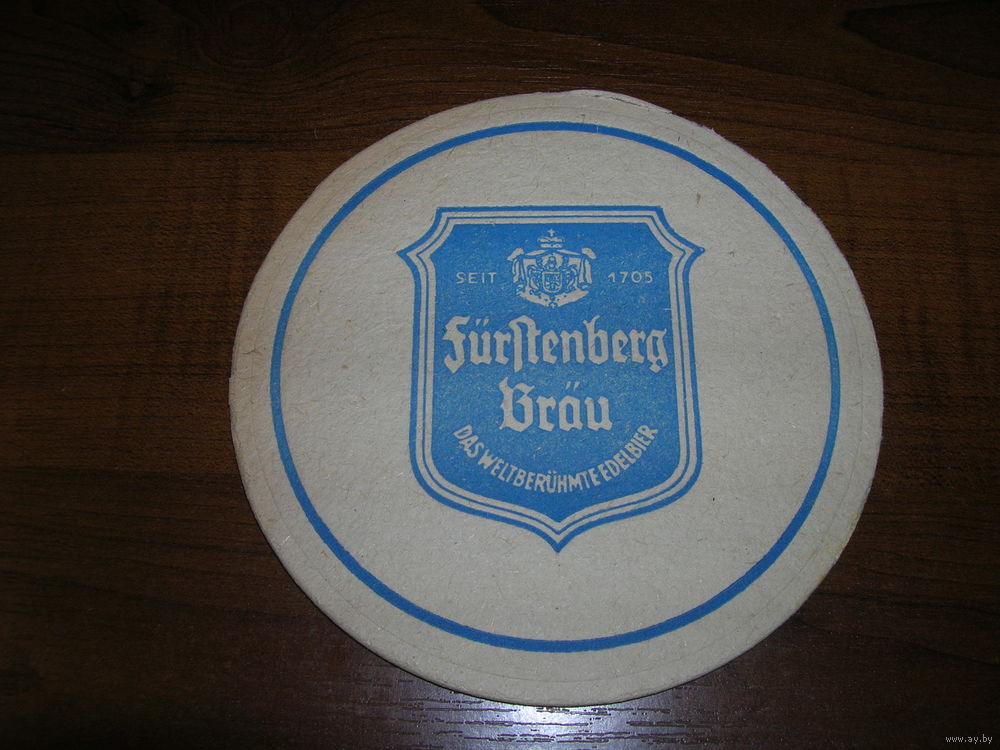 SEIT 1705
Fürstenberg
Bräu
DAS WELTBERÜHMTE EDELBIER
www.ay.by